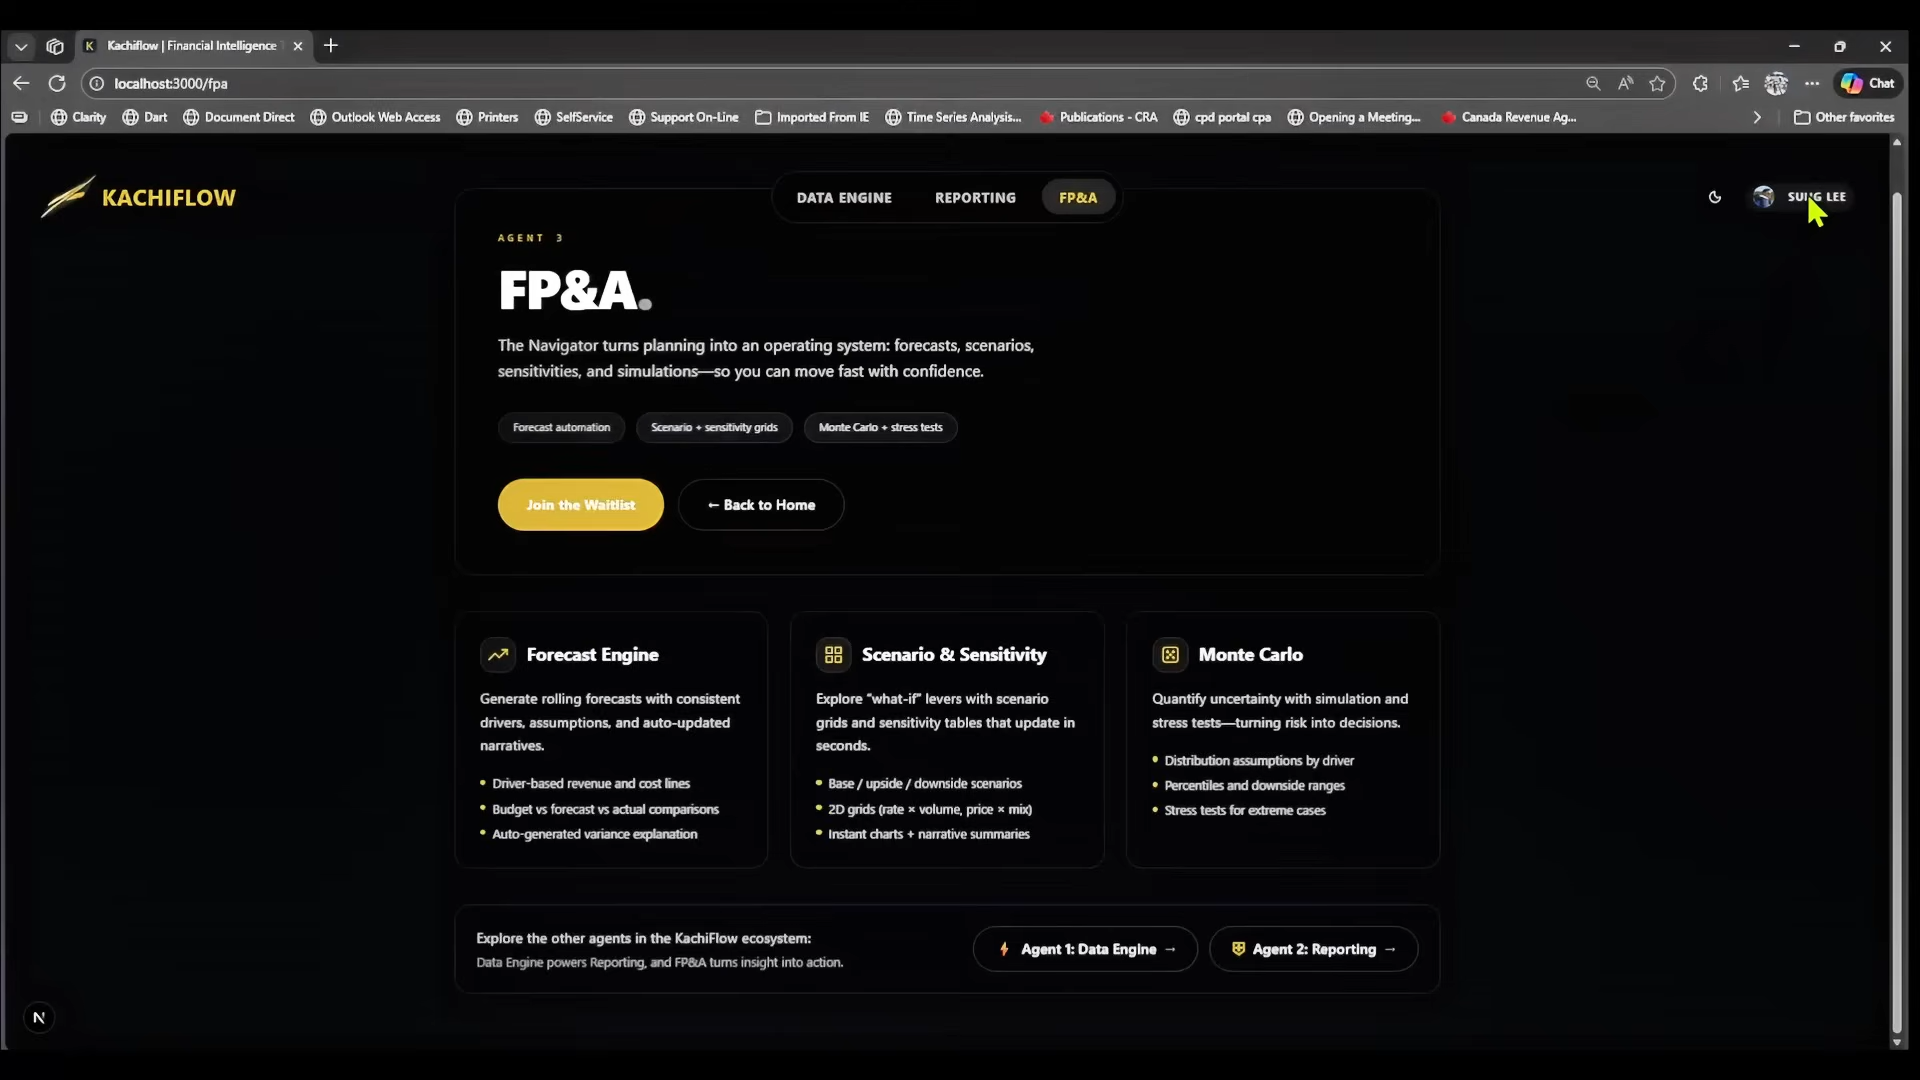 Kachiflow | Financial Intelligence
localhost:3000/fpa
Chat
Clarity
Dart
Document Direct
Outlook Web Access
Printers
SelfService
Support On-Line
Imported From IE
Time Series Analysis...
Publications - CRA
cpd portal cpa
Opening a Meeting...
Canada Revenue Ag...
Other favorites
KACHIFLOW
DATA ENGINE
REPORTING
FP&A
SUNG LEE
AGENT 3
FP&A.
The Navigator turns planning into an operating system: forecasts, scenarios,
sensitivities, and simulations—so you can move fast with confidence.
Forecast automation
Scenario + sensitivity grids
Monte Carlo + stress tests
Join the Waitlist
← Back to Home
Forecast Engine
Generate rolling forecasts with consistent
drivers, assumptions, and auto-updated
narratives.
• Driver-based revenue and cost lines
• Budget vs forecast vs actual comparisons
• Auto-generated variance explanation
Scenario & Sensitivity
Explore "what-if" levers with scenario
grids and sensitivity tables that update in
seconds.
• Base / upside / downside scenarios
• 2D grids (rate × volume, price × mix)
• Instant charts + narrative summaries
Monte Carlo
Quantify uncertainty with simulation and
stress tests—turning risk into decisions.
• Distribution assumptions by driver
• Percentiles and downside ranges
• Stress tests for extreme cases
Explore the other agents in the KachiFlow ecosystem:
Data Engine powers Reporting, and FP&A turns insight into action.
Agent 1: Data Engine →
Agent 2: Reporting →
N